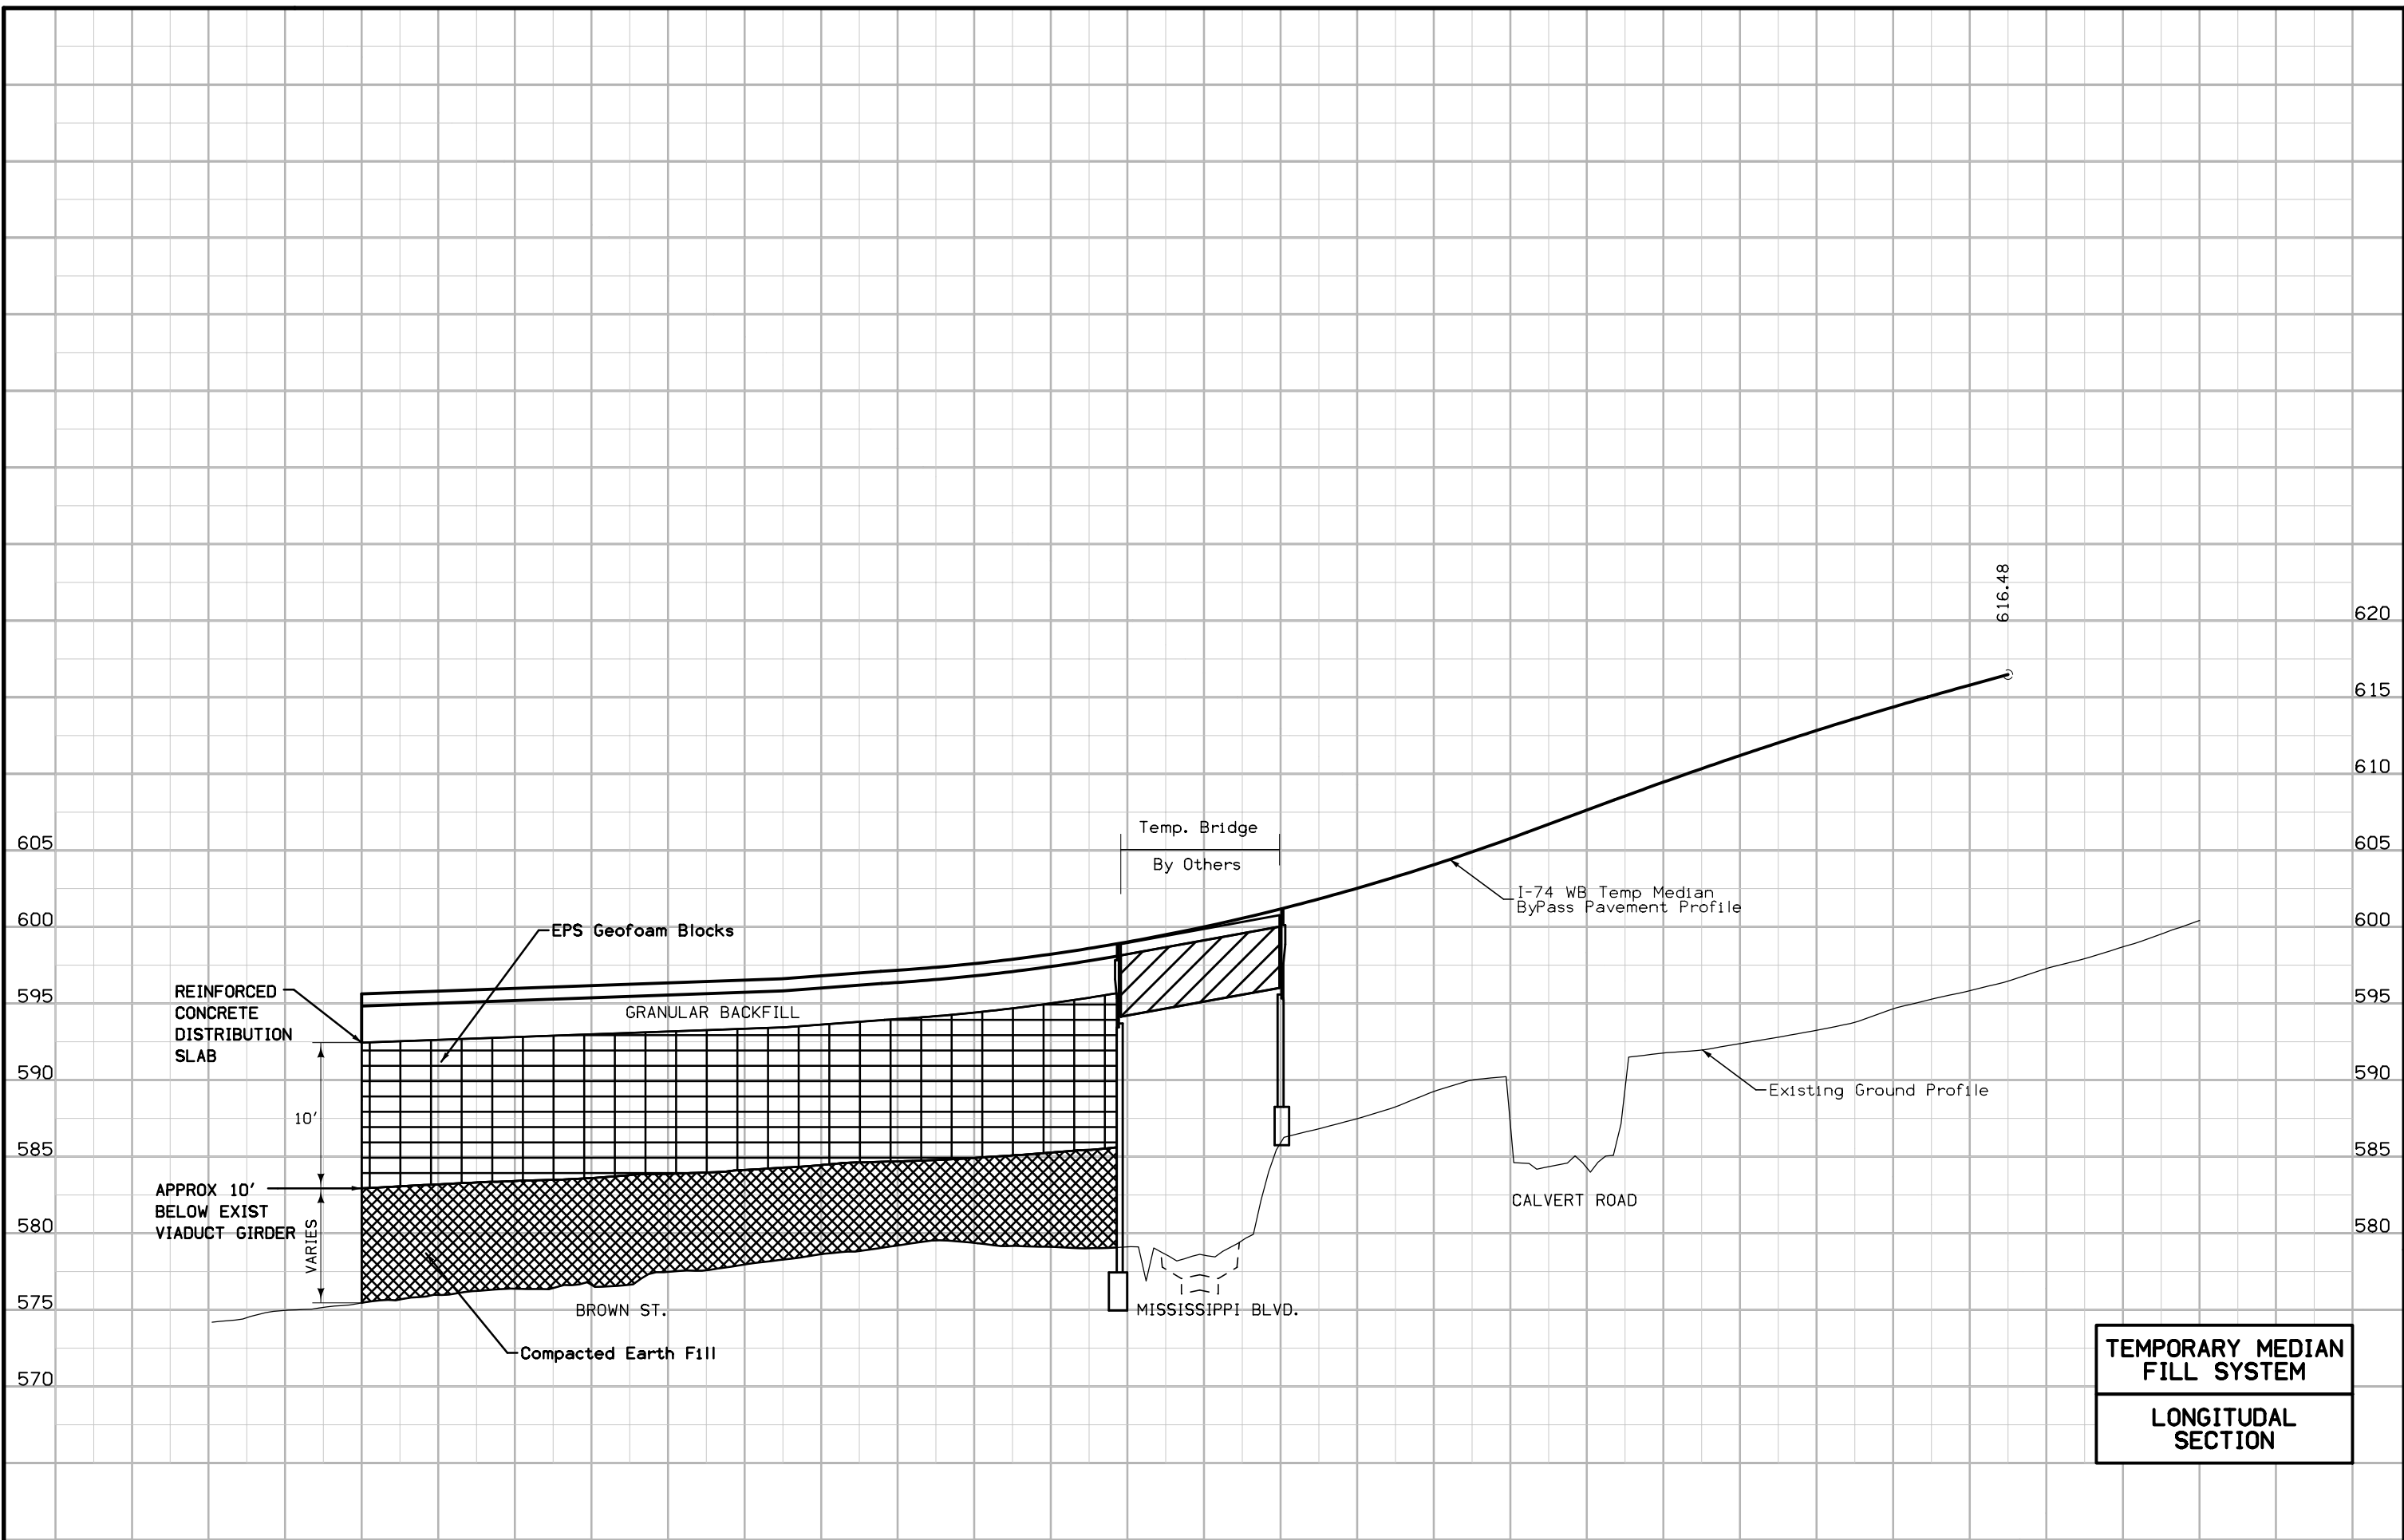 616.48
620
615
610
605
605
Temp. Bridge
By Others
I-74 WB Temp Median
ByPass Pavement Profile
600
600
EPS Geofoam Blocks
595
595
REINFORCED
CONCRETE
DISTRIBUTION
SLAB
GRANULAR BACKFILL
590
590
Existing Ground Profile
10'
585
585
APPROX 10'
BELOW EXIST
VIADUCT GIRDER
CALVERT ROAD
580
580
VARIES
575
BROWN ST.
MISSISSIPPI BLVD.
Compacted Earth Fill
570
TEMPORARY MEDIAN
FILL SYSTEM
LONGITUDAL
SECTION